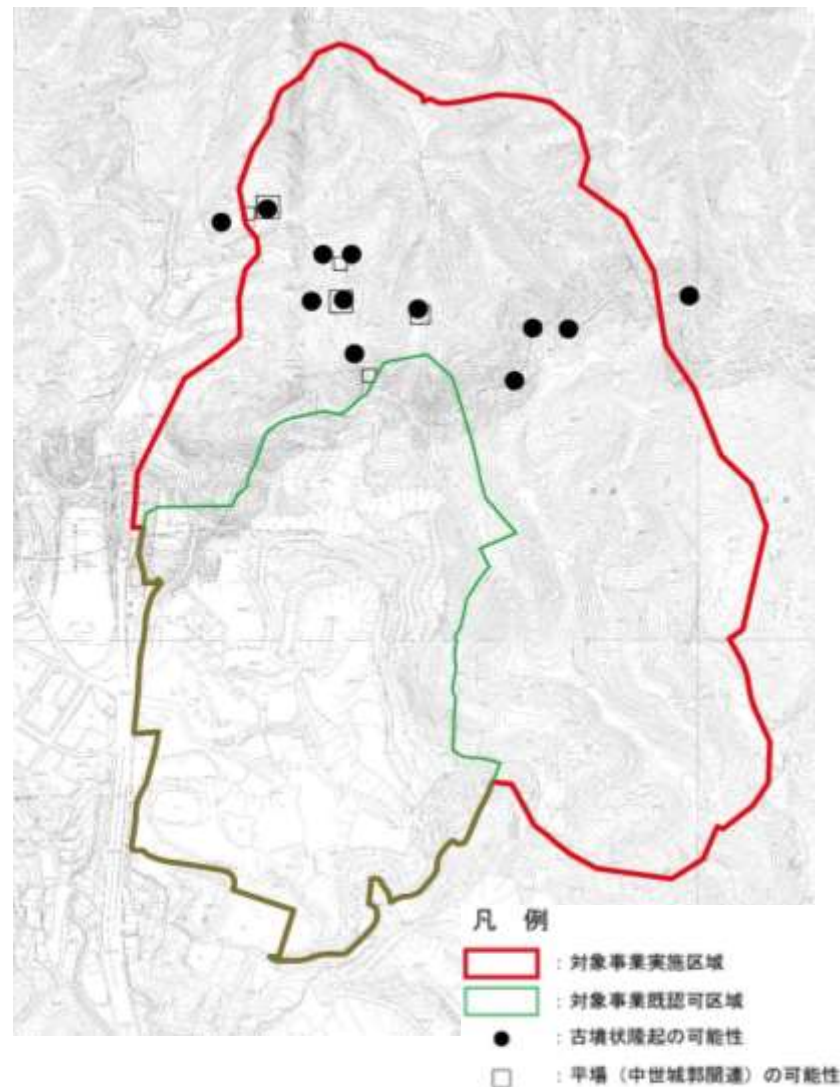 凡 例
：対象事業実施区域
：対象事業既認可区域
：古墳状隆起の可能性
：平場（中世城郭関連）の可能性